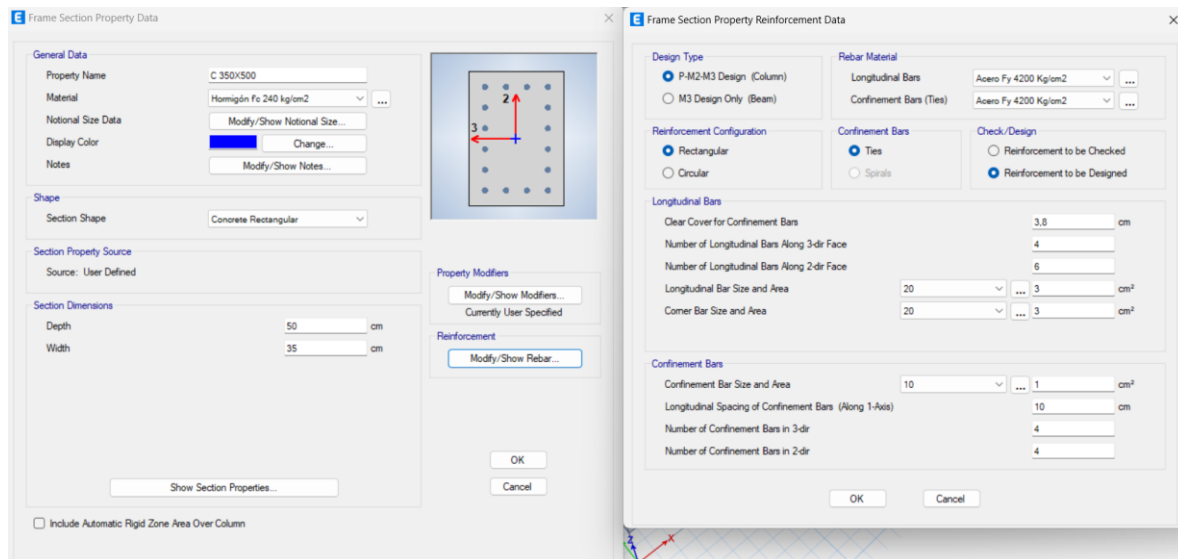 E Frame Section Property Data
General Data
Property Name C 350X500
Material Hormigón f'c 240 kg/cm2 ...
Notional Size Data Modify/Show Notional Size...
Display Color Change...
Notes Modify/Show Notes...
2
3
Shape
Section Shape Concrete Rectangular
Section Property Source
Source: User Defined
Property Modifiers
Modify/Show Modifiers...
Currently User Specified
Section Dimensions
Depth 50 cm
Width 35 cm
Reinforcement
Modify/Show Rebar...
OK
Cancel
Show Section Properties...
Include Automatic Rigid Zone Area Over Column
E Frame Section Property Reinforcement Data
Design Type
P-M2-M3 Design (Column)
M3 Design Only (Beam)
Rebar Material
Longitudinal Bars Acero Fy 4200 Kg/cm2 ...
Confinement Bars (Ties) Acero Fy 4200 Kg/cm2 ...
Reinforcement Configuration
Rectangular
Circular
Confinement Bars
Ties
Spirals
Check/Design
Reinforcement to be Checked
Reinforcement to be Designed
Longitudinal Bars
Clear Cover for Confinement Bars 3,8 cm
Number of Longitudinal Bars Along 3-dir Face 4
Number of Longitudinal Bars Along 2-dir Face 6
Longitudinal Bar Size and Area 20 ... 3 cm²
Corner Bar Size and Area 20 ... 3 cm²
Confinement Bars
Confinement Bar Size and Area 10 ... 1 cm²
Longitudinal Spacing of Confinement Bars (Along 1-Axis) 10 cm
Number of Confinement Bars in 3-dir 4
Number of Confinement Bars in 2-dir 4
OK
Cancel
Z
X